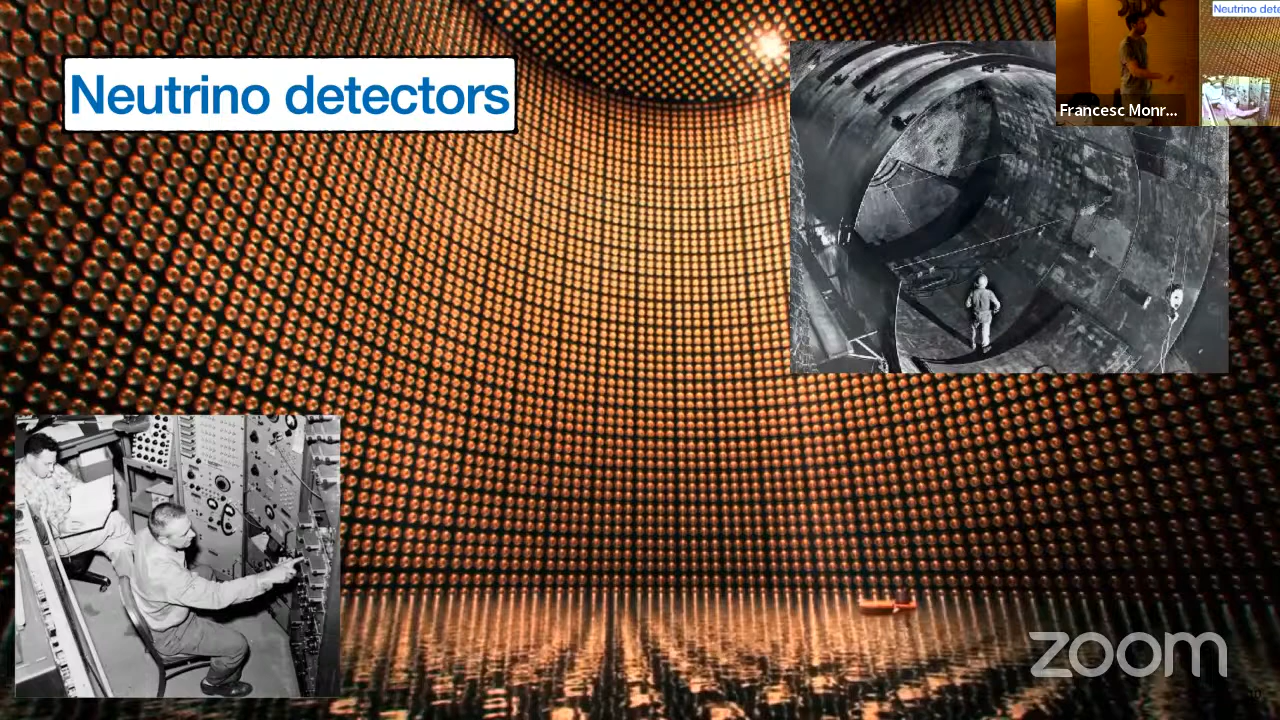 Neutrino detectors
Neutrino dete
Francesc Monr...
zoom